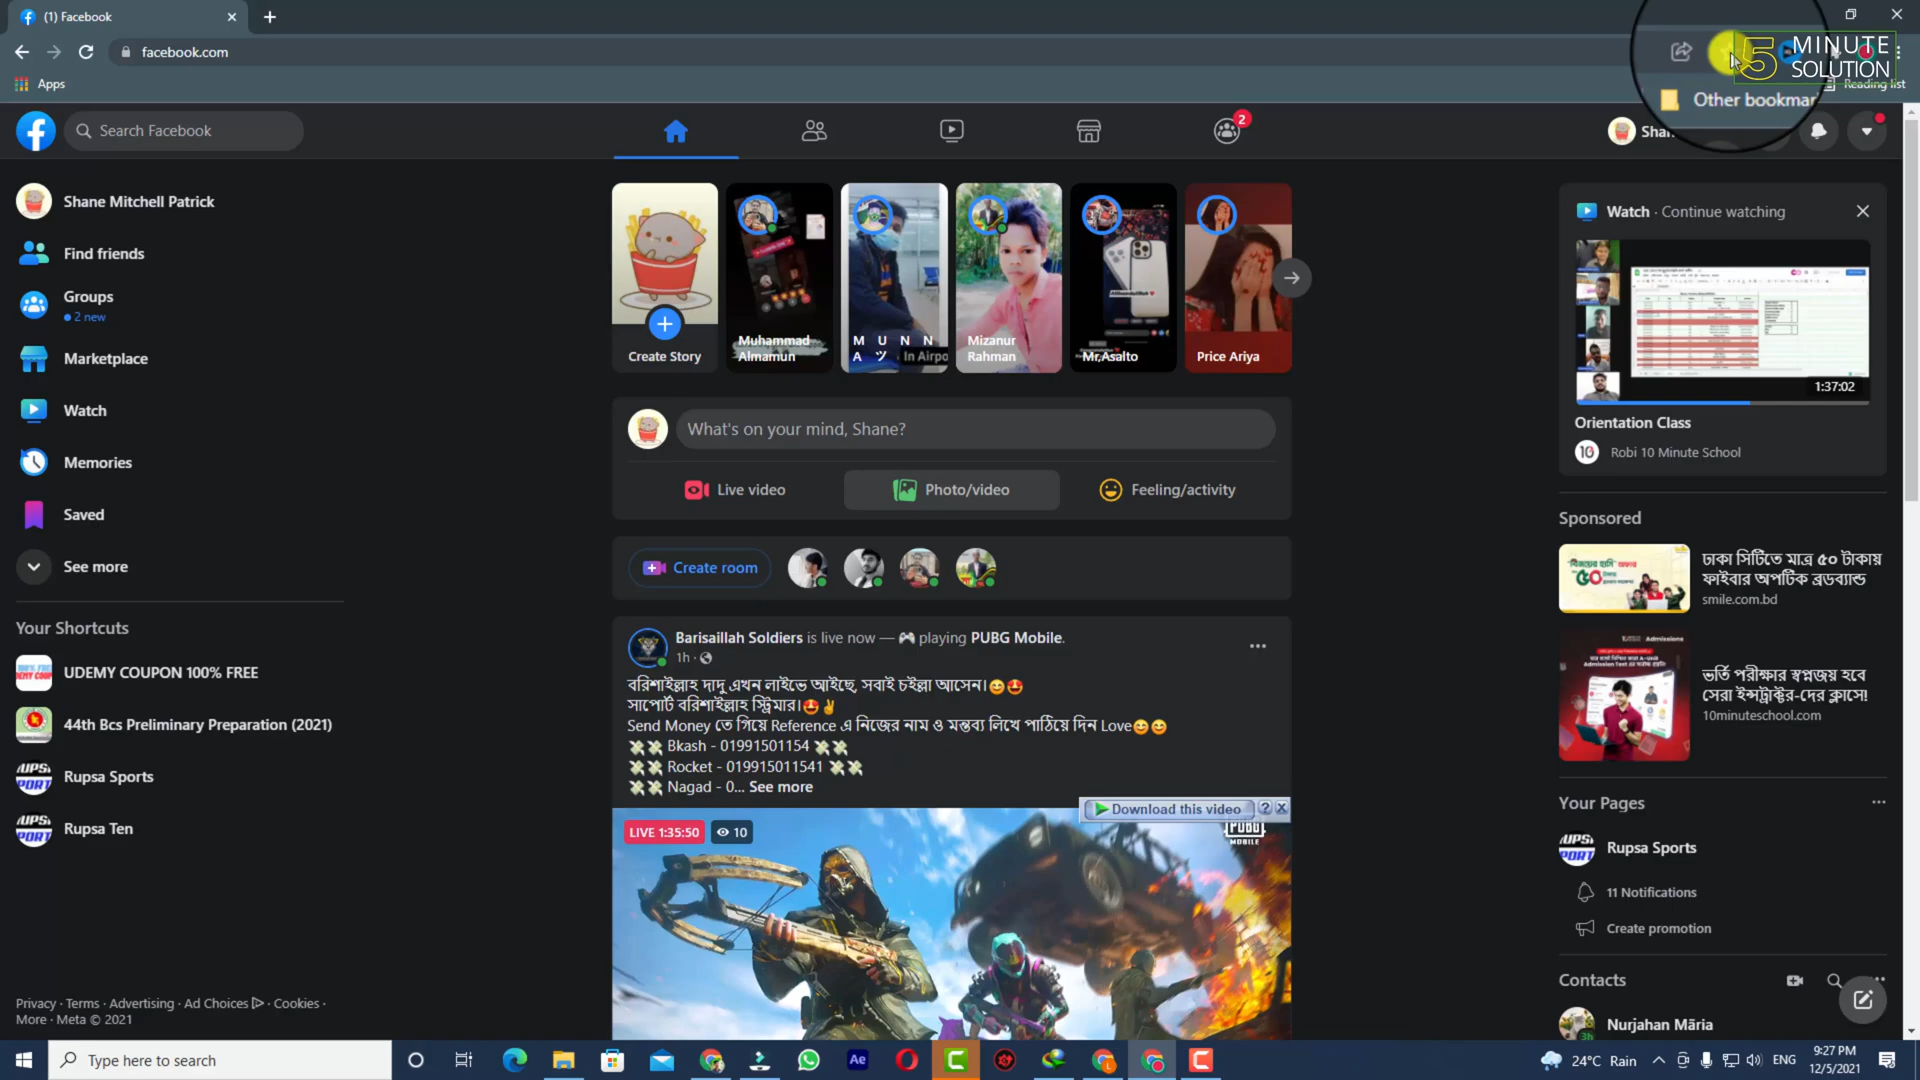 (1) Facebook
facebook.com
5 MINUTE
SOLUTION
Apps
Other bookmar
Reading list
Search Facebook
2
Shan
Shane Mitchell Patrick
Find friends
Groups
2 new
Marketplace
Watch
Memories
Saved
See more
Your Shortcuts
UDEMY COUPON 100% FREE
44th Bcs Preliminary Preparation (2021)
Rupsa Sports
Rupsa Ten
Privacy · Terms · Advertising · Ad Choices · Cookies ·
More · Meta © 2021
Create Story
Muhammad
Almamun
M U N N
A ツ In Airpo
Mizanur
Rahman
Mr,Asalto
Price Ariya
What's on your mind, Shane?
Live video
Photo/video
Feeling/activity
Create room
Barisaillah Soldiers is live now — 🎮 playing PUBG Mobile.
1h ·
বরিশাইল্লাহ দাদু এখন লাইভে আইছে, সবাই চইল্লা আসেন।😊🤩
সাপোর্ট বরিশাইল্লাহ স্ট্রিমার।🤩✌
Send Money তে গিয়ে Reference এ নিজের নাম ও মন্তব্য লিখে পাঠিয়ে দিন Love😊😊
💸💸 Bkash - 01991501154 💸💸
💸💸 Rocket - 019915011541 💸💸
💸💸 Nagad - 0... See more
Download this video ? X
LIVE 1:35:50 10
PUBG
MOBILE
Watch · Continue watching
1:37:02
Orientation Class
10 Robi 10 Minute School
Sponsored
ঢাকা সিটিতে মাত্র ৫০ টাকায়
ফাইবার অপটিক ব্রডব্যান্ড
smile.com.bd
ভর্তি পরীক্ষার স্বপ্নজয় হবে
সেরা ইন্সট্রাক্টর-দের ক্লাসে!
10minuteschool.com
Your Pages
Rupsa Sports
11 Notifications
Create promotion
Contacts
Nurjahan Māria
3h
Type here to search
Ae
24°C Rain
ENG
9:27 PM
12/5/2021